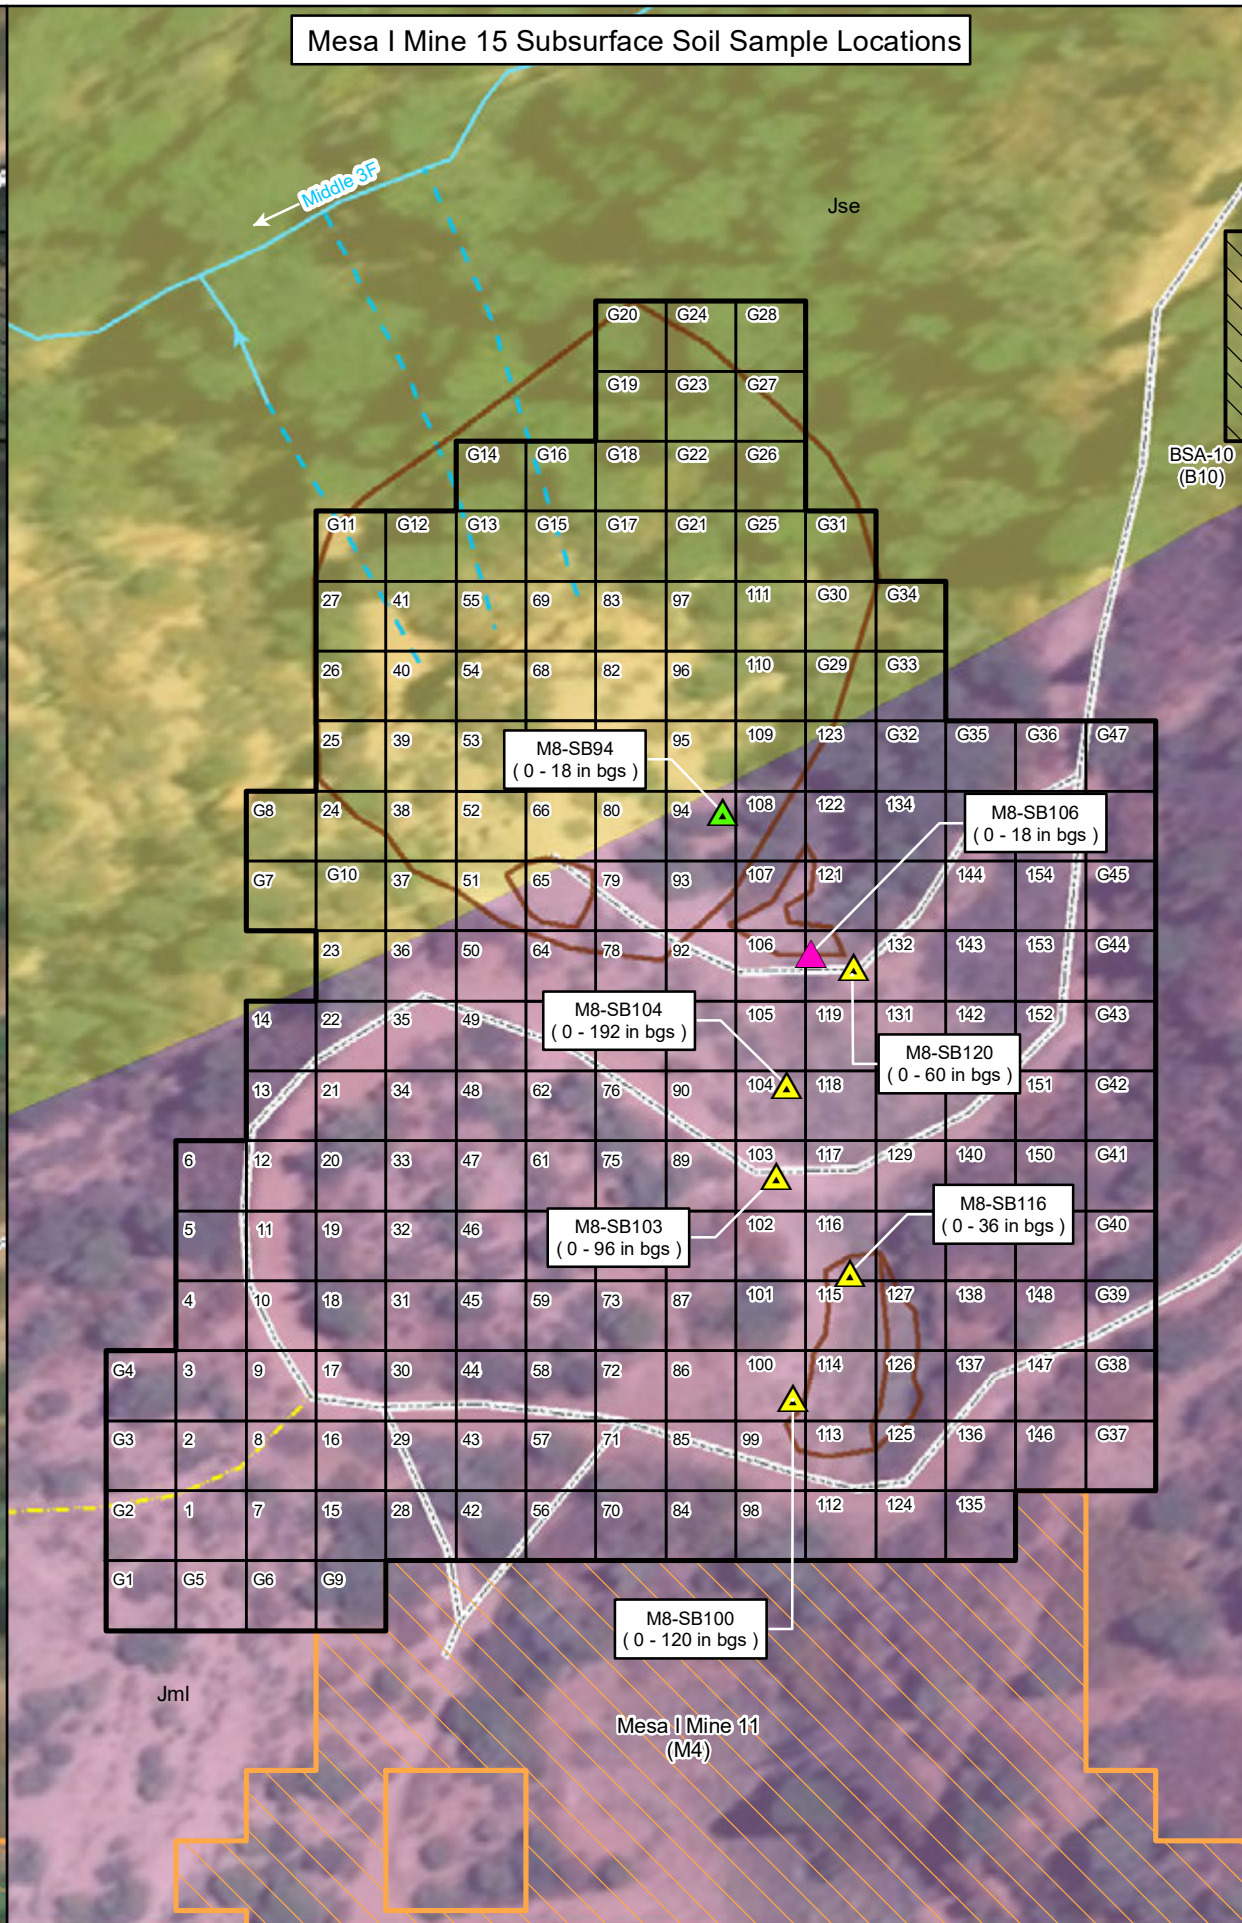 Mesa I Mine 15 Subsurface Soil Sample Locations
Middle 3F
Jse
G20 G24 G28
G19 G23 G27
BSA-10
(B10)
G14 G16 G18 G22 G26
G11 G12 G13 G15 G17 G21 G25 G31
27 41 55 69 83 97 111 G30 G34
26 40 54 68 82 96 110 G29 G33
25 39 53 95 109 123 G32 G35 G36 G47
M8-SB94
( 0 - 18 in bgs )
G8 24 38 52 66 80 94 108 122 134
M8-SB106
( 0 - 18 in bgs )
G7 G10 37 51 65 79 93 107 121 144 154 G45
23 36 50 64 78 92 106 132 143 153 G44
14 22 35 49 105 119 131 142 152 G43
M8-SB104
( 0 - 192 in bgs )
M8-SB120
( 0 - 60 in bgs )
13 21 34 48 62 76 90 104 118 151 G42
6 12 20 33 47 61 75 89 103 117 129 140 150 G41
5 11 19 32 46 102 116 G40
M8-SB116
( 0 - 36 in bgs )
M8-SB103
( 0 - 96 in bgs )
4 10 18 31 45 59 73 87 101 115 127 138 148 G39
G4 3 9 17 30 44 58 72 86 100 114 126 137 147 G38
G3 2 8 16 29 43 57 71 85 99 113 125 136 146 G37
G2 1 7 15 28 42 56 70 84 98 112 124 135
G1 G5 G6 G9
M8-SB100
( 0 - 120 in bgs )
Jml
Mesa I Mine 11
(M4)